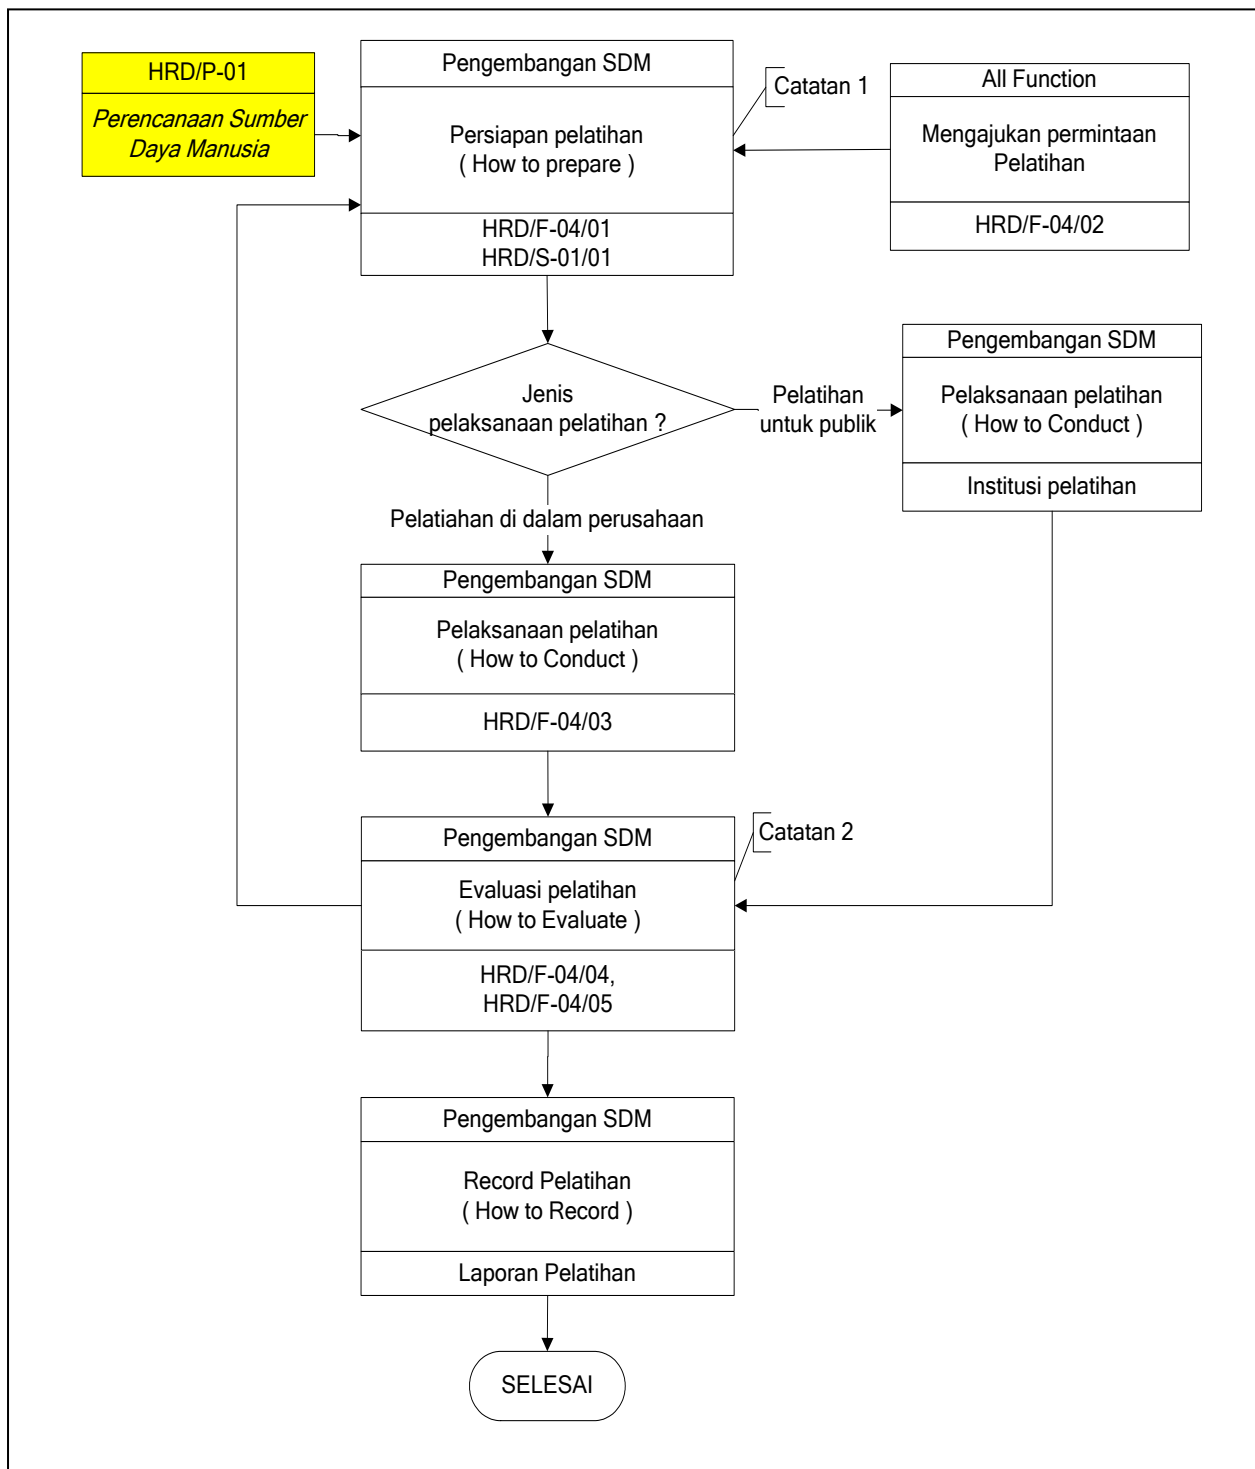 HRD/P-01
Perencanaan Sumber
Daya Manusia
Pengembangan SDM
Persiapan pelatihan
( How to prepare )
HRD/F-04/01
HRD/S-01/01
Catatan 1
All Function
Mengajukan permintaan
Pelatihan
HRD/F-04/02
Jenis
pelaksanaan pelatihan ?
Pelatihan
untuk publik
Pengembangan SDM
Pelaksanaan pelatihan
( How to Conduct )
Institusi pelatihan
Pelatiahan di dalam perusahaan
Pengembangan SDM
Pelaksanaan pelatihan
( How to Conduct )
HRD/F-04/03
Pengembangan SDM
Evaluasi pelatihan
( How to Evaluate )
HRD/F-04/04,
HRD/F-04/05
Catatan 2
Pengembangan SDM
Record Pelatihan
( How to Record )
Laporan Pelatihan
SELESAI